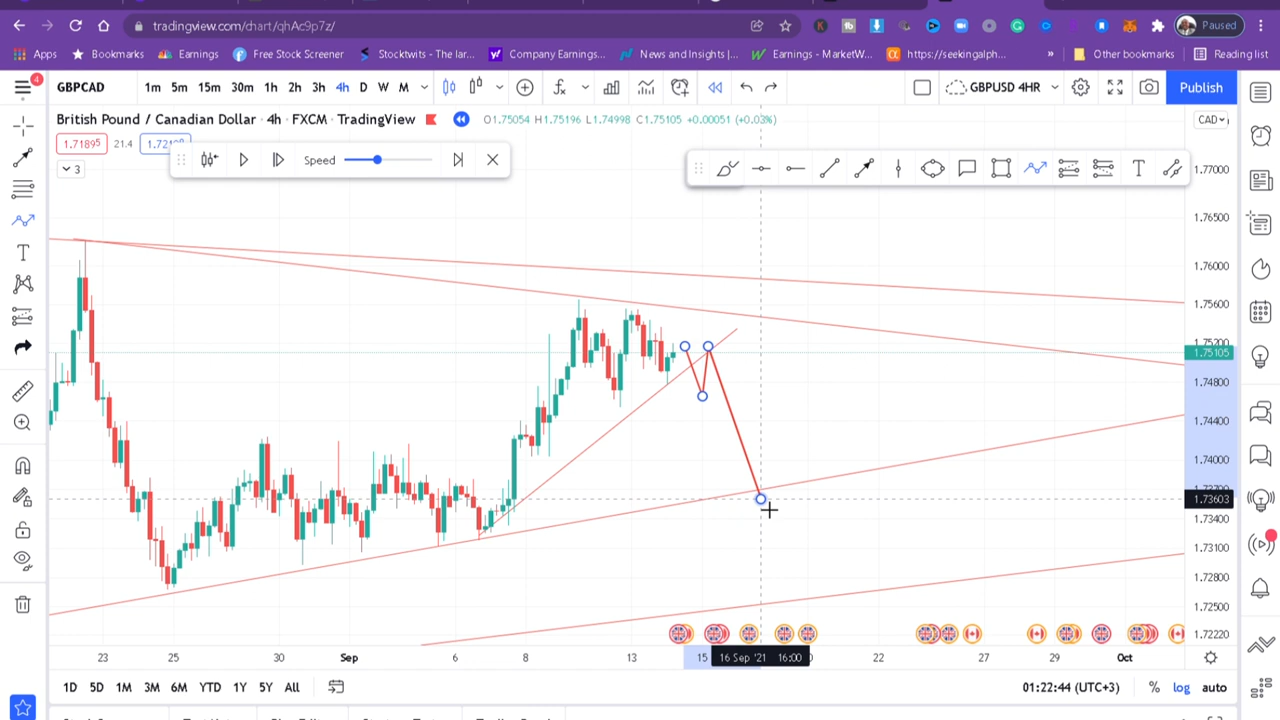 tradingview.com/chart/qhAc9p7z/
Paused
Apps Bookmarks Earnings Free Stock Screener Stocktwits - The lar... Company Earnings... News and Insights |... Earnings - MarketW... https://seekingalph... » Other bookmarks Reading list
4 GBPCAD 1m 5m 15m 30m 1h 2h 3h 4h D W M GBPUSD 4HR Publish
British Pound / Canadian Dollar · 4h · FXCM · TradingView O1.75054 H1.75196 L1.74998 C1.75105 +0.00051 (+0.03%) CAD
1.71895 21.4
Speed
3
1.77000
1.76500
1.76000
1.75600
1.75105
1.74800
1.74400
1.74000
1.73603
1.73400
1.73100
1.72800
1.72500
1.72220
23 25 30 Sep 6 8 13 15 16 Sep '21 16:00 22 27 29 Oct
1D 5D 1M 3M 6M YTD 1Y 5Y All 01:22:44 (UTC+3) % log auto